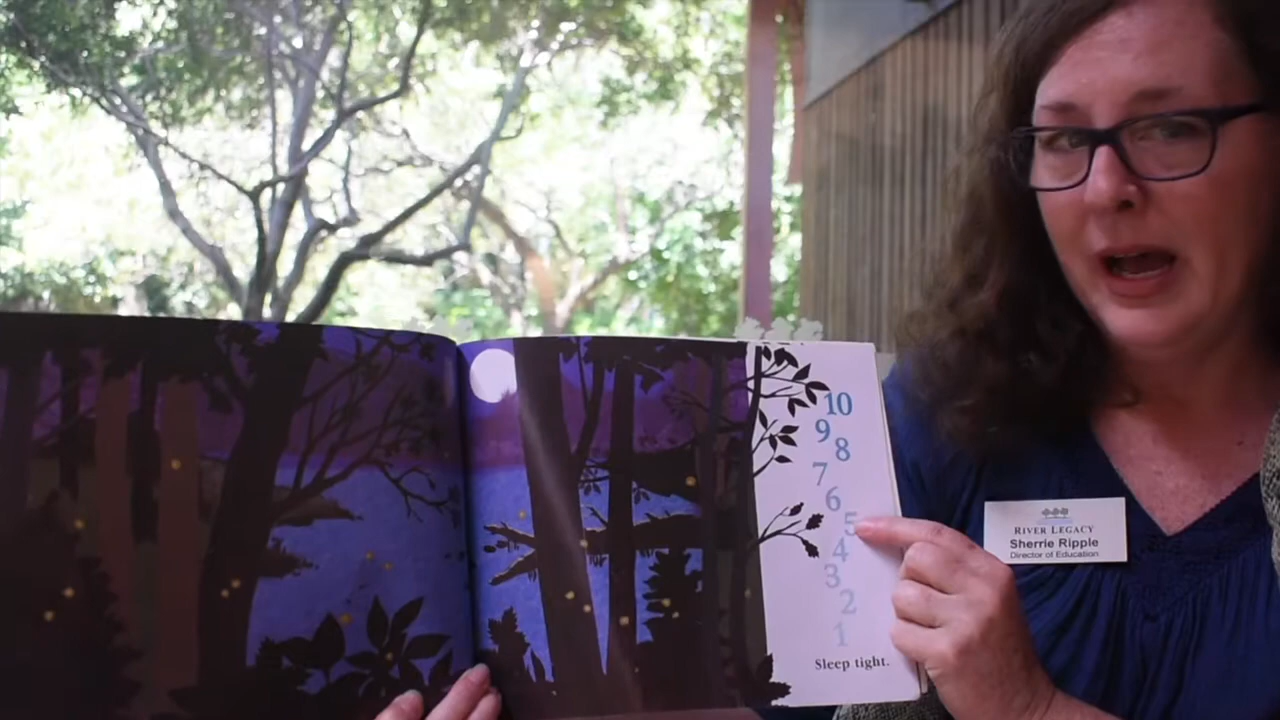 10
9
8
7
6
5
4
3
2
1
Sleep tight.
RIVER LEGACY
Sherrie Ripple
Director of Education